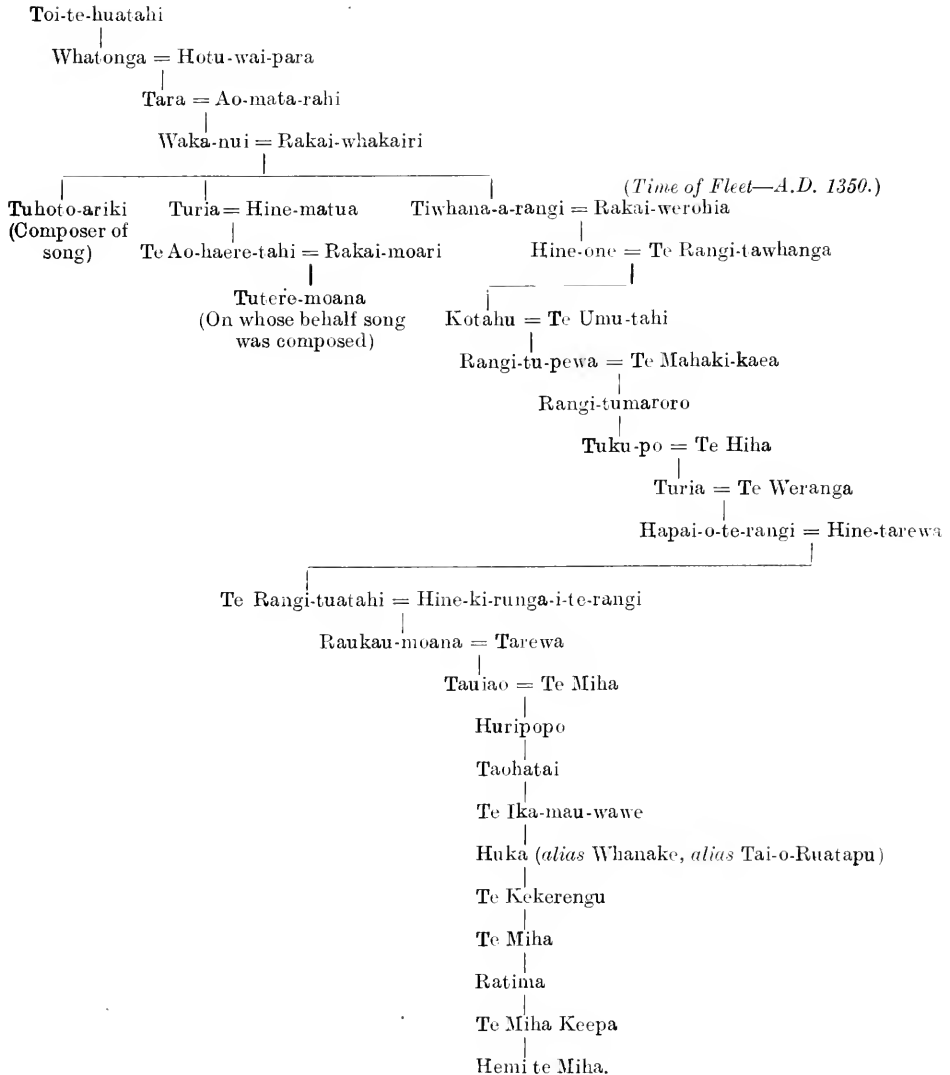 Toi-te-huatahi
Whatonga = Hotu-wai-para
Tara = Ao-mata-rahi
Waka-nui = Rakai-whakairi
(Time of Fleet—A.D. 1350.)
Tuhoto-ariki Turia = Hine-matua Tiwhana-a-rangi = Rakai-werohia
(Composer of song) Te Ao-haere-tahi = Rakai-moari Hine-one = Te Rangi-tawhanga
Tutere-moana
(On whose behalf song was composed) Kotahu = Te Umu-tahi
Rangi-tu-pewa = Te Mahaki-kaea
Rangi-tumaroro
Tuku-po = Te Hiha
Turia = Te Weranga
Hapai-o-te-rangi = Hine-tarewa
Te Rangi-tuatahi = Hine-ki-runga-i-te-rangi
Raukau-moana = Tarewa
Tauiao = Te Miha
Huripopo
Taohatai
Te Ika-mau-wawe
Huka (alias Whanake, alias Tai-o-Ruatapu)
Te Kekerengu
Te Miha
Ratima
Te Miha Keepa
Hemi te Miha.